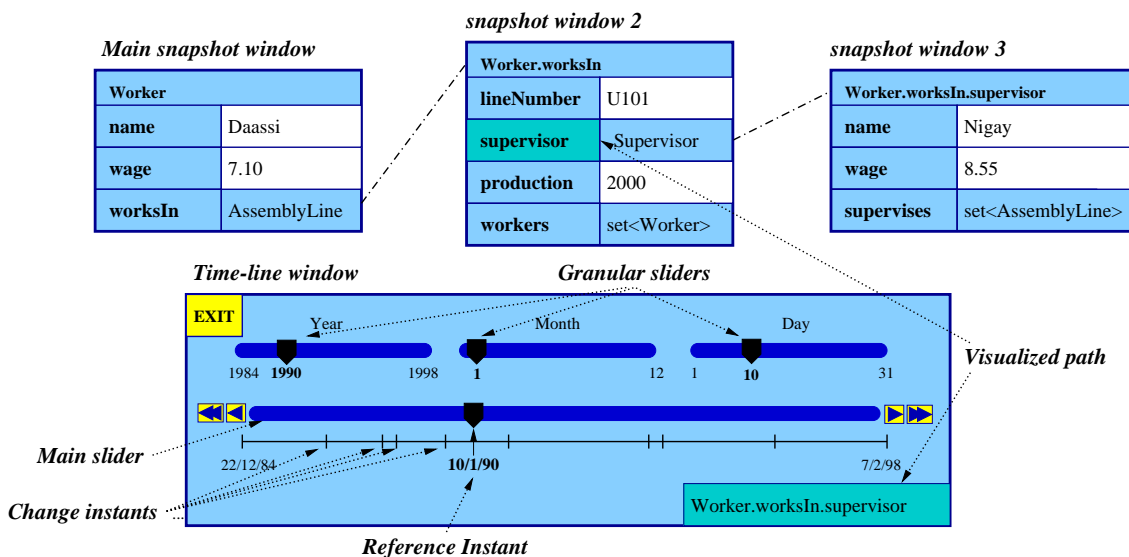 snapshot window 2
Main snapshot window
snapshot window 3
Worker
name Daassi
wage 7.10
worksIn AssemblyLine
Worker.worksIn
lineNumber U101
supervisor Supervisor
production 2000
workers set<Worker>
Worker.worksIn.supervisor
name Nigay
wage 8.55
supervises set<AssemblyLine>
Time-line window
Granular sliders
EXIT
Year Month Day
1984 1990 1998 1 12 1 10 31
Visualized path
Main slider
22/12/84 10/1/90 7/2/98
Change instants
Worker.worksIn.supervisor
Reference Instant